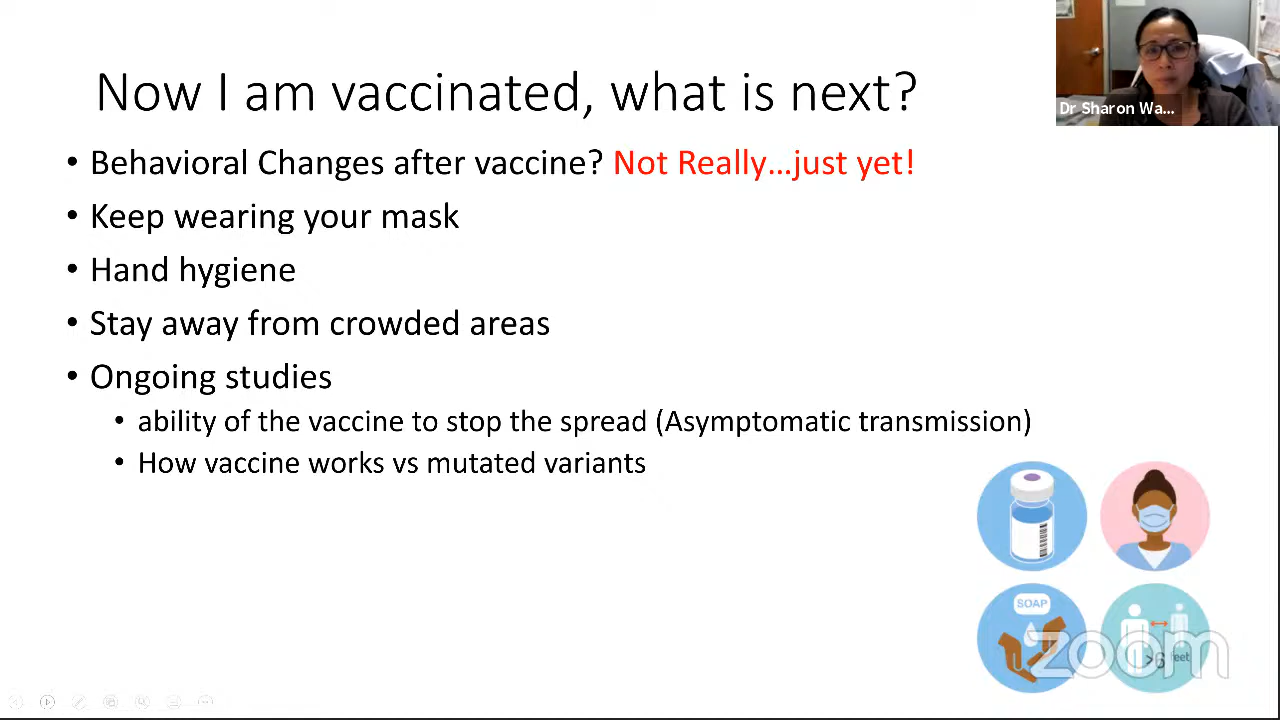 Now I am vaccinated, what is next?
Dr Sharon Wa...
• Behavioral Changes after vaccine? Not Really...just yet!
• Keep wearing your mask
• Hand hygiene
• Stay away from crowded areas
• Ongoing studies
• ability of the vaccine to stop the spread (Asymptomatic transmission)
• How vaccine works vs mutated variants
SOAP
zoom
>6 feet